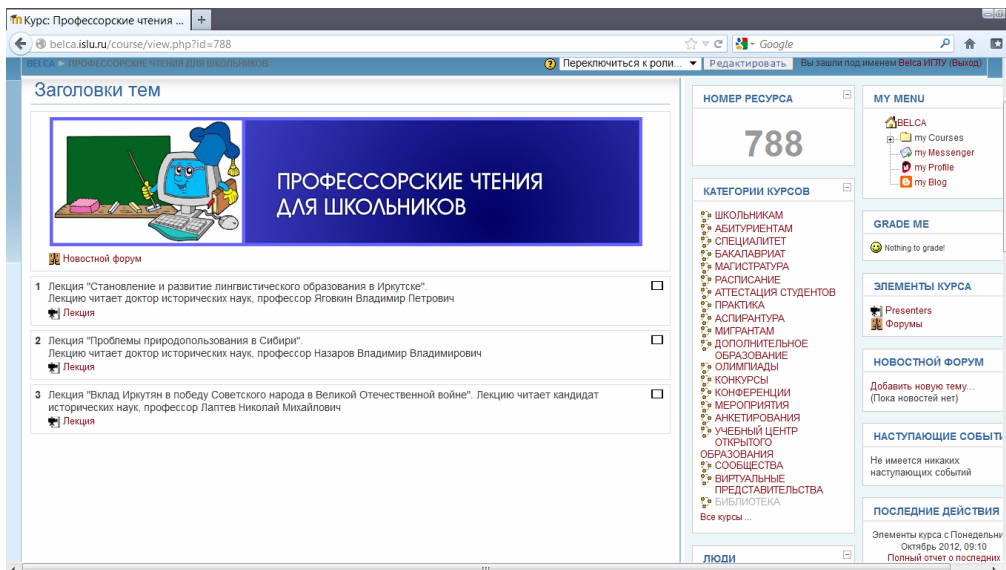 Курс: Профессорские чтения ...
belca.islu.ru/course/view.php?id=788
Google
BELCA ► ПРОФЕССОРСКИЕ ЧТЕНИЯ ДЛЯ ШКОЛЬНИКОВ
Переключиться к роли...
Редактировать
Вы зашли под именем Belca ИГЛУ (Выход)
Заголовки тем
ПРОФЕССОРСКИЕ ЧТЕНИЯ
ДЛЯ ШКОЛЬНИКОВ
Новостной форум
1 Лекция "Становление и развитие лингвистического образования в Иркутске".
Лекцию читает доктор исторических наук, профессор Яговкин Владимир Петрович
Лекция
2 Лекция "Проблемы природопользования в Сибири".
Лекцию читает доктор исторических наук, профессор Назаров Владимир Владимирович
Лекция
3 Лекция "Вклад Иркутян в победу Советского народа в Великой Отечественной войне". Лекцию читает кандидат
исторических наук, профессор Лаптев Николай Михайлович
Лекция
НОМЕР РЕСУРСА
788
КАТЕГОРИИ КУРСОВ
ШКОЛЬНИКАМ
АБИТУРИЕНТАМ
СПЕЦИАЛИТЕТ
БАКАЛАВРИАТ
МАГИСТРАТУРА
РАСПИСАНИЕ
АТТЕСТАЦИЯ СТУДЕНТОВ
ПРАКТИКА
АСПИРАНТУРА
МИГРАНТАМ
ДОПОЛНИТЕЛЬНОЕ
ОБРАЗОВАНИЕ
ОЛИМПИАДЫ
КОНКУРСЫ
КОНФЕРЕНЦИИ
МЕРОПРИЯТИЯ
АНКЕТИРОВАНИЯ
УЧЕБНЫЙ ЦЕНТР
ОТКРЫТОГО
ОБРАЗОВАНИЯ
СООБЩЕСТВА
ВИРТУАЛЬНЫЕ
ПРЕДСТАВИТЕЛЬСТВА
БИБЛИОТЕКА
Все курсы ...
ЛЮДИ
MY MENU
BELCA
my Courses
my Messenger
my Profile
my Blog
GRADE ME
Nothing to grade!
ЭЛЕМЕНТЫ КУРСА
Presenters
Форумы
НОВОСТНОЙ ФОРУМ
Добавить новую тему...
(Пока новостей нет)
НАСТУПАЮЩИЕ СОБЫТИ
Не имеется никаких
наступающих событий
ПОСЛЕДНИЕ ДЕЙСТВИЯ
Элементы курса с Понедельни
Октябрь 2012, 09:10
Полный отчет о последних